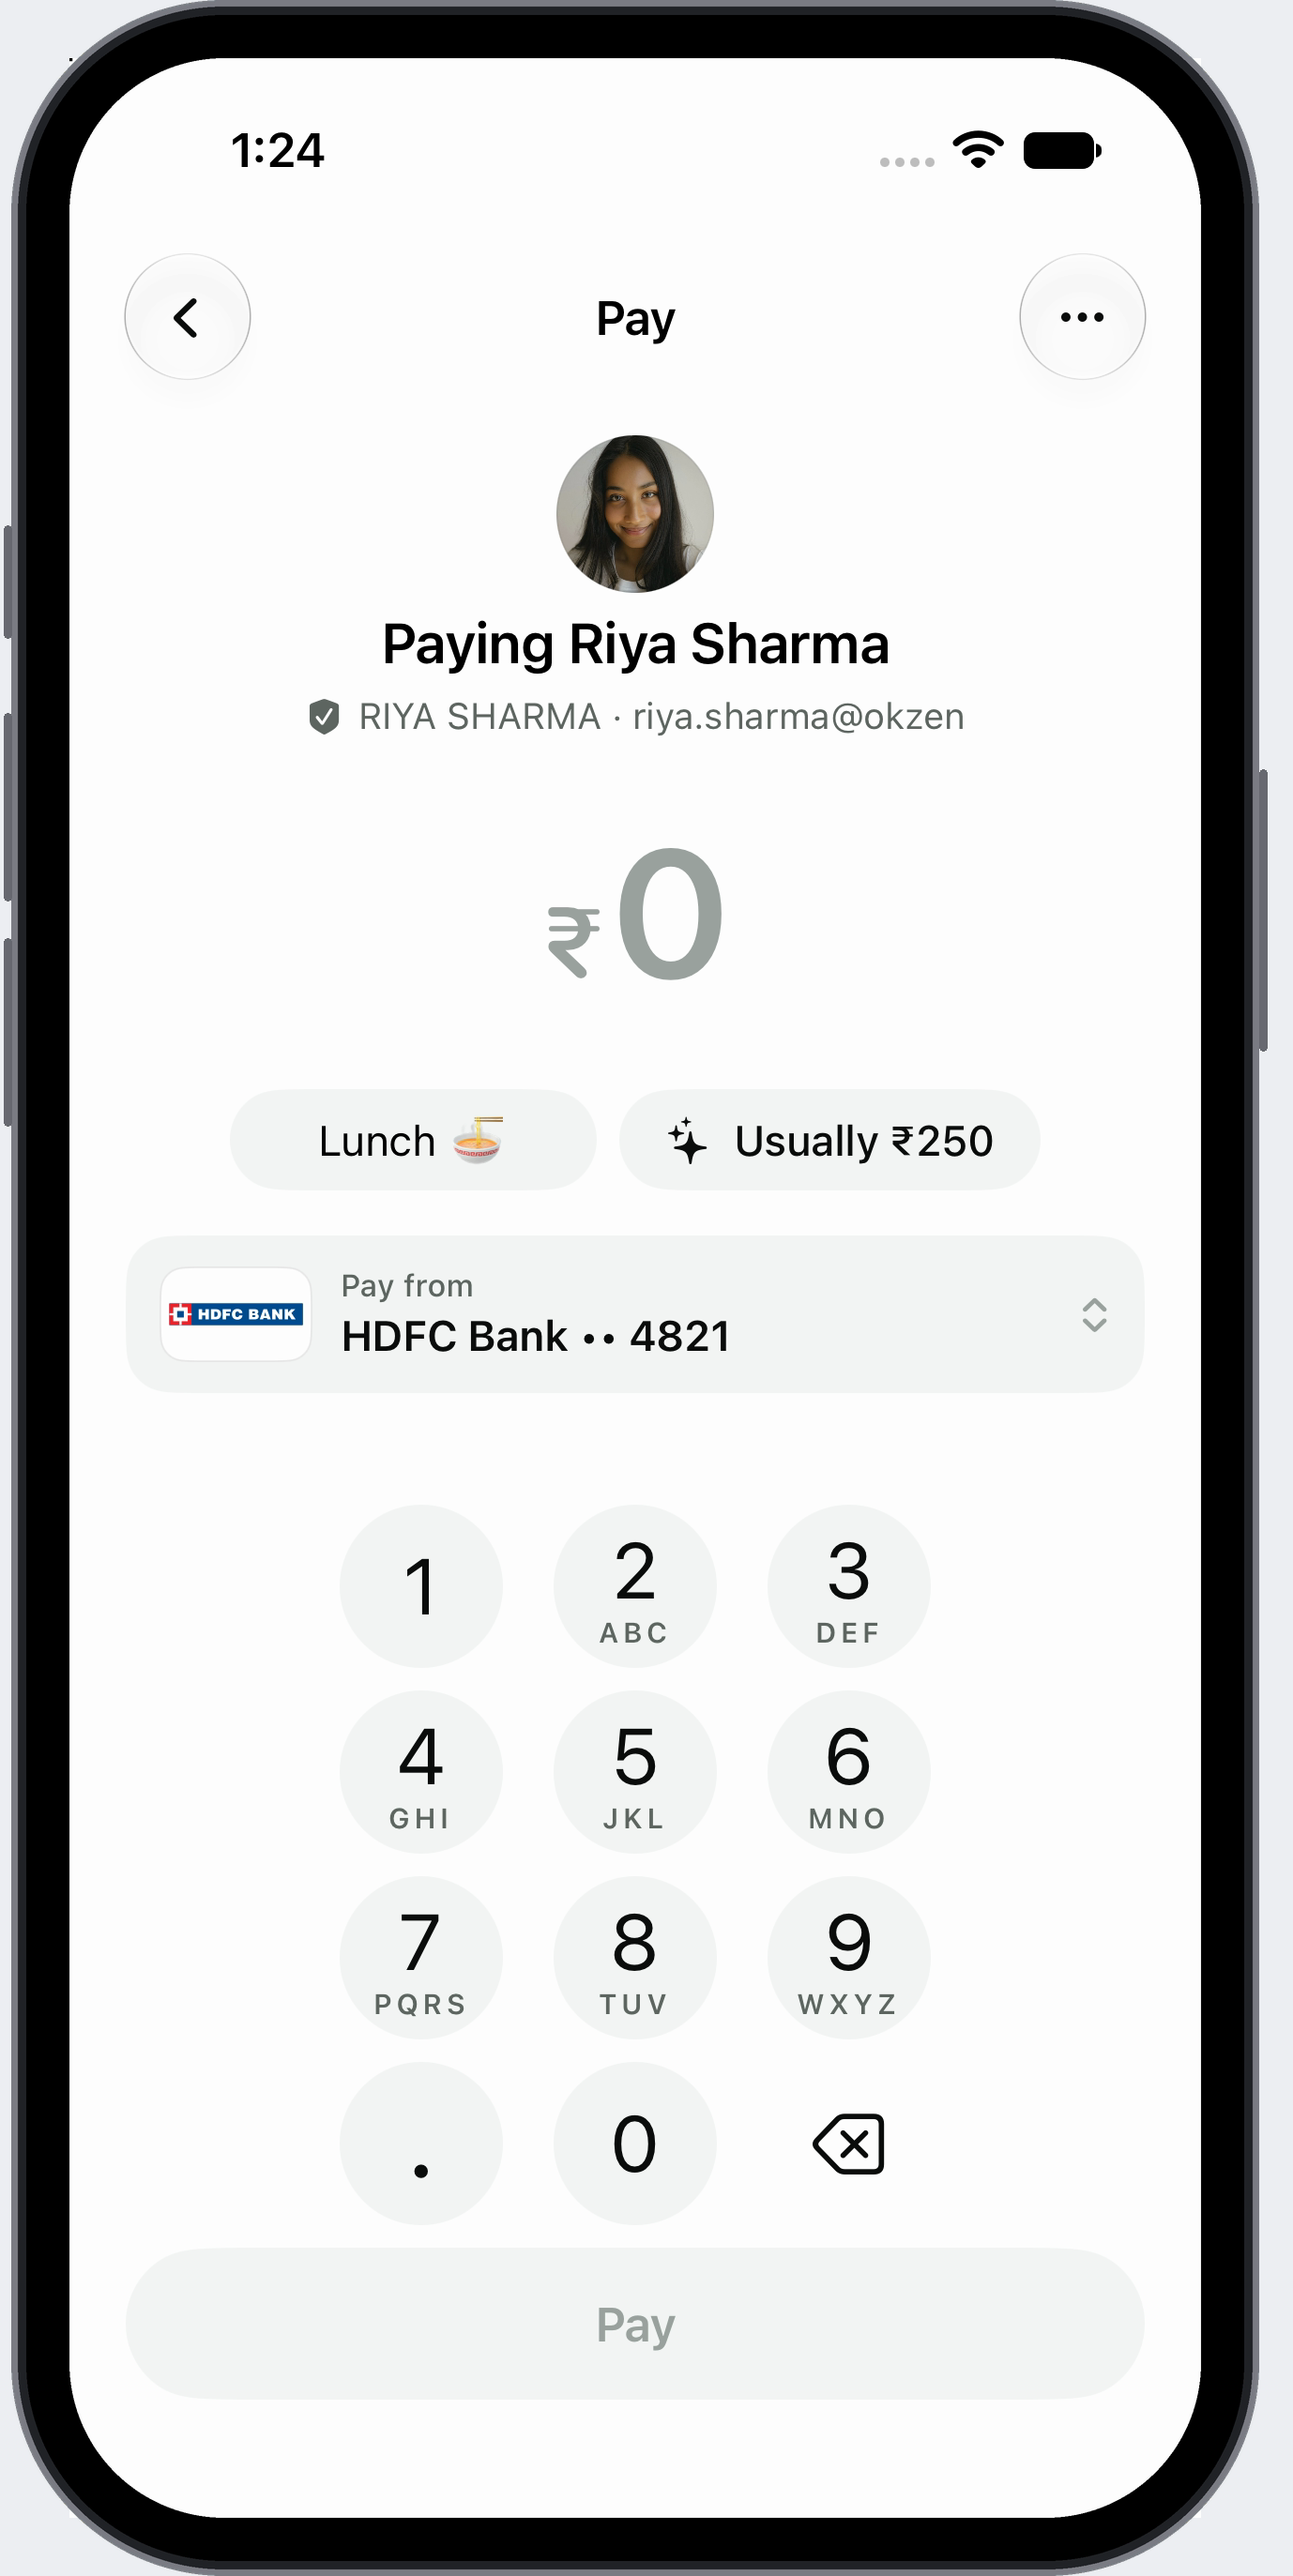 1:24
Pay
Paying Riya Sharma
RIYA SHARMA · riya.sharma@okzen
₹0
Lunch 🍜
Usually ₹250
HDFC BANK
Pay from
HDFC Bank •• 4821
1
2
3
ABC
DEF
4
5
6
GHI
JKL
MNO
7
8
9
PQRS
TUV
WXYZ
.
0
Pay